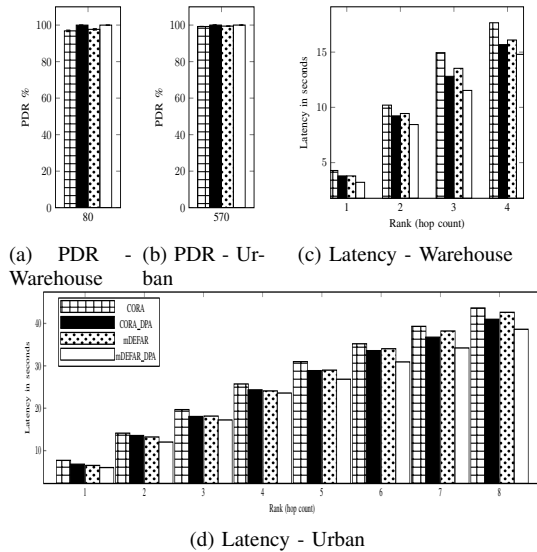 100
80
60
40
20
0
PDR %
80
100
80
60
40
20
0
PDR %
570
15
10
5
Latency in seconds
1 2 3 4
Rank (hop count)
(a) PDR -
Warehouse
(b) PDR - Ur-
ban
(c) Latency - Warehouse
CORA
CORA_DPA
mDEFAR
mDEFAR_DPA
40
30
20
10
Latency in seconds
1 2 3 4 5 6 7 8
Rank (hop count)
(d) Latency - Urban